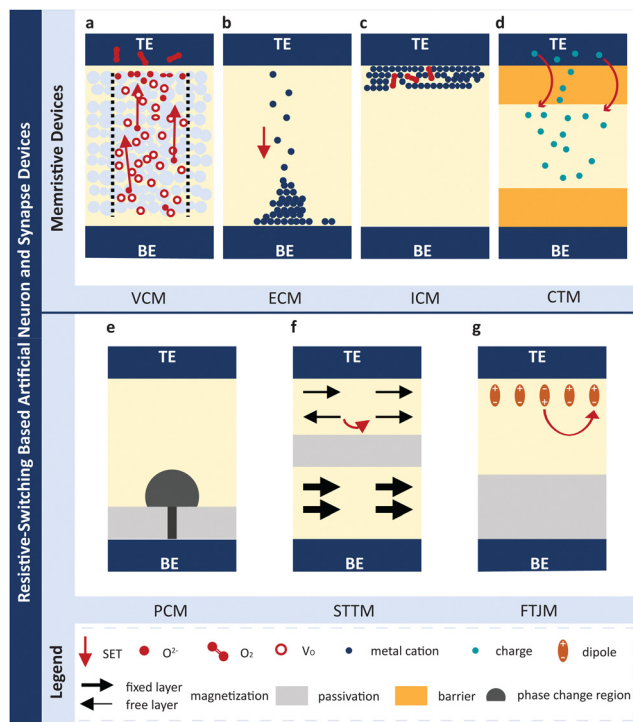 Resistive-Switching Based Artificial Neuron and Synapse Devices
Memristive Devices
a
b
c
d
TE
TE
TE
TE
BE
BE
BE
BE
VCM
ECM
ICM
CTM
e
f
g
TE
TE
TE
+ − + − +
− + − + −
BE
BE
BE
PCM
STTM
FTJM
Legend
SET
O²⁻
O₂
V₀
metal cation
charge
dipole
fixed layer
free layer
magnetization
passivation
barrier
phase change region